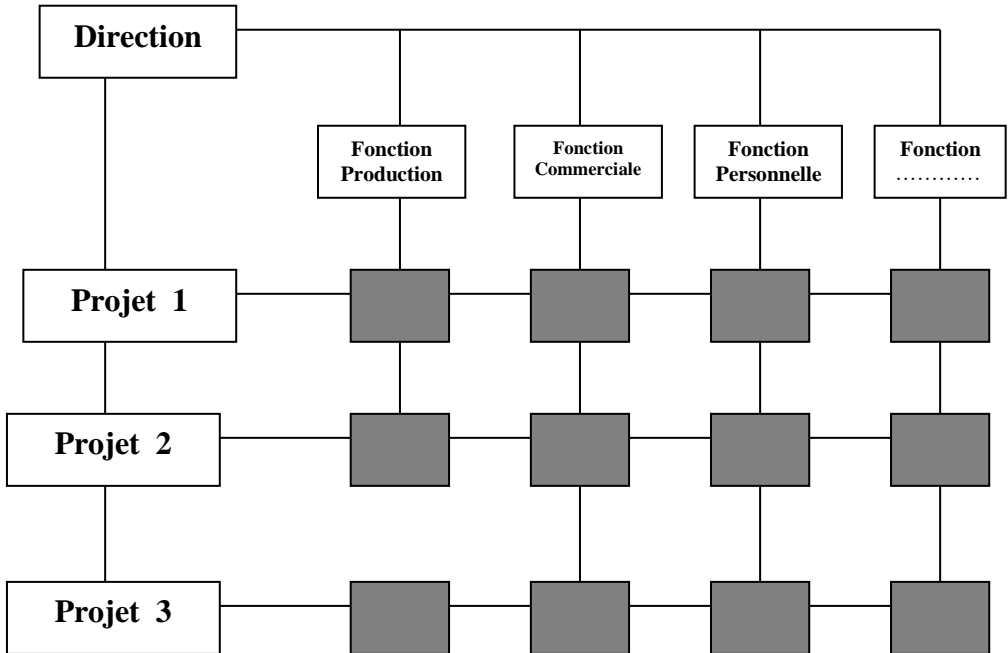 Direction
Fonction
Production
Fonction
Commerciale
Fonction
Personnelle
Fonction
…………
Projet 1
Projet 2
Projet 3